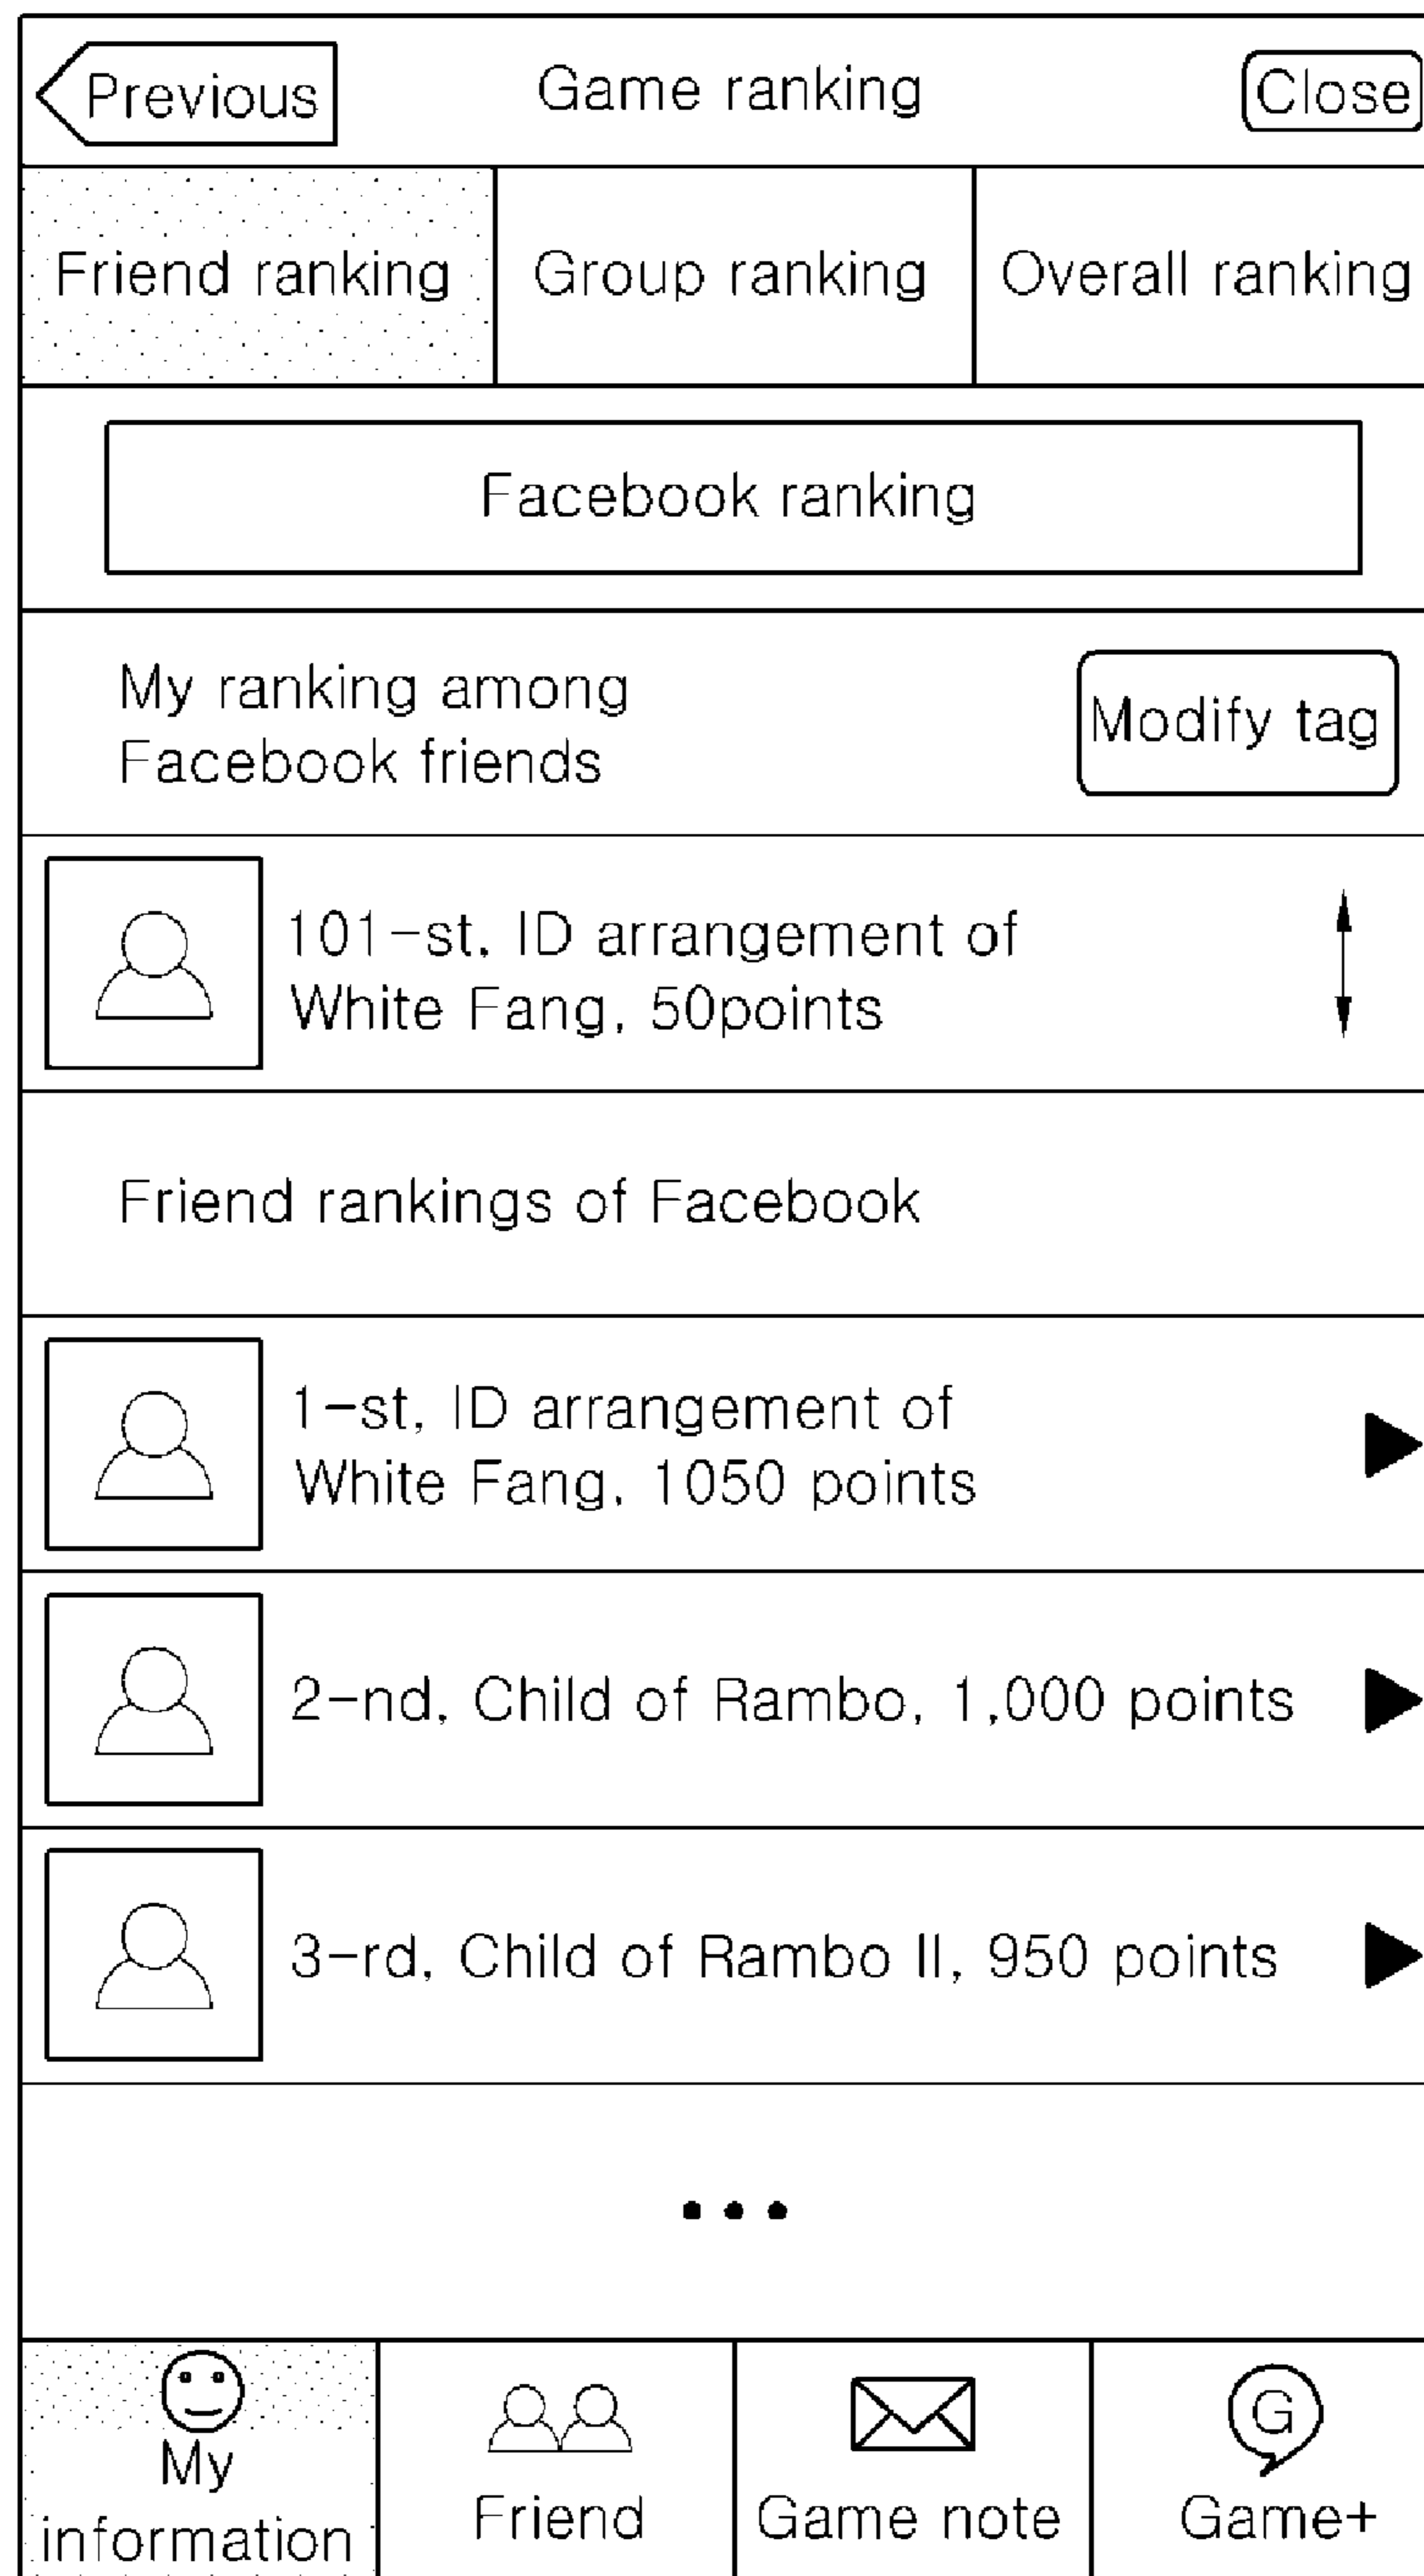 Previous
Game ranking
Close
Friend ranking
Group ranking
Overall ranking
Facebook ranking
My ranking among
Facebook friends
Modify tag
101-st, ID arrangement of
White Fang, 50points
Friend rankings of Facebook
1-st, ID arrangement of
White Fang, 1050 points
2-nd, Child of Rambo, 1,000 points
3-rd, Child of Rambo II, 950 points
•••
My
information
Friend
Game note
G
Game+